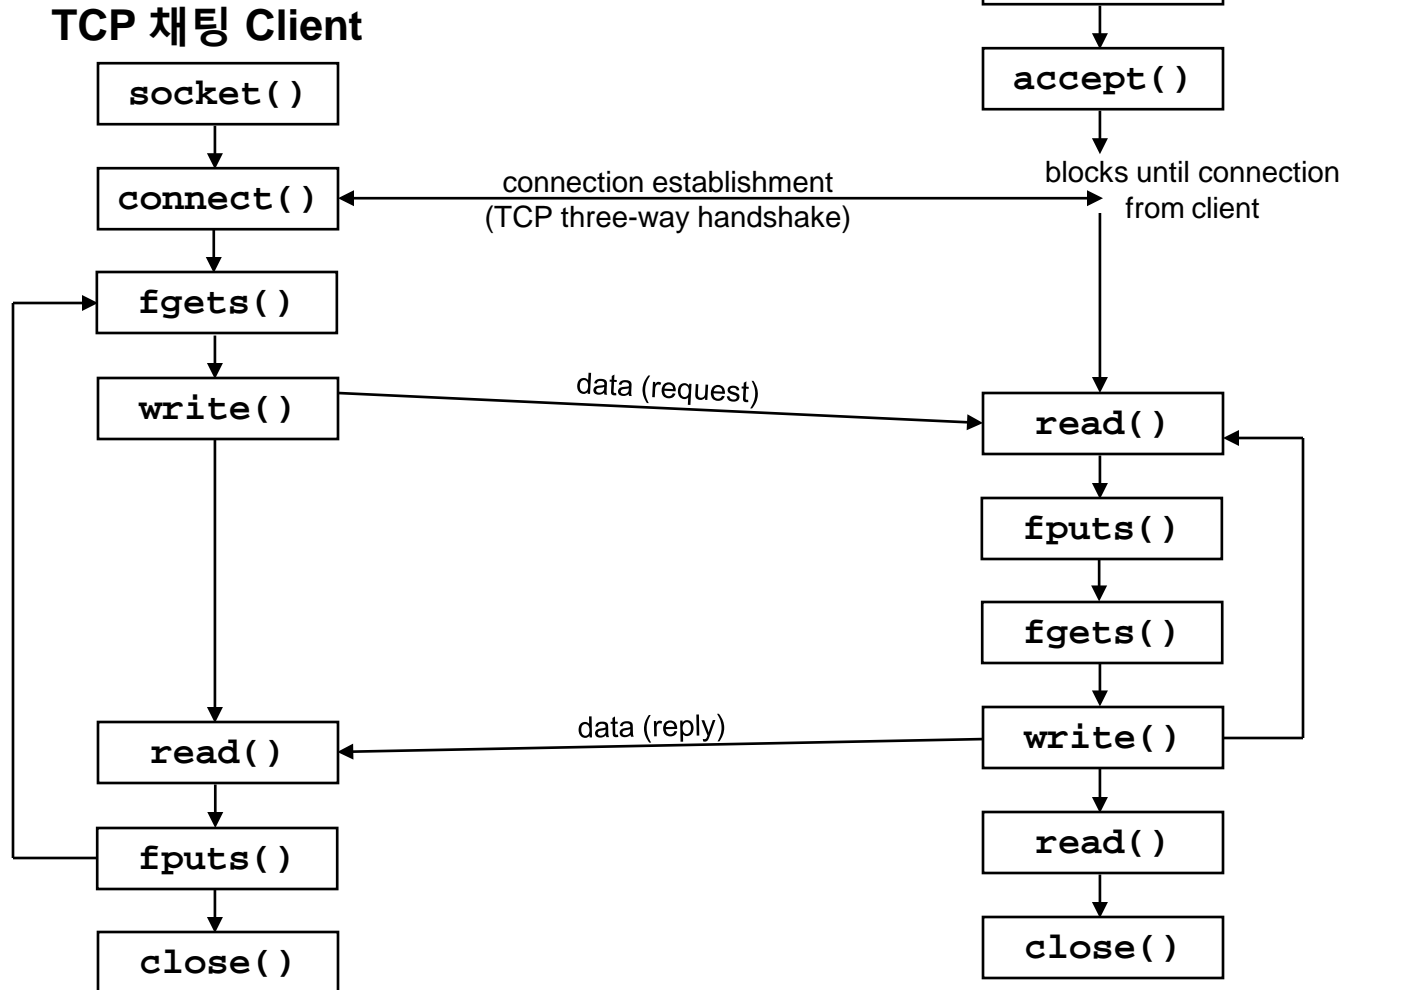 TCP 채팅 Client
socket()
connect()
fgets()
write()
read()
fputs()
close()
connection establishment
(TCP three-way handshake)
data (request)
data (reply)
accept()
blocks until connection
from client
read()
fputs()
fgets()
write()
read()
close()